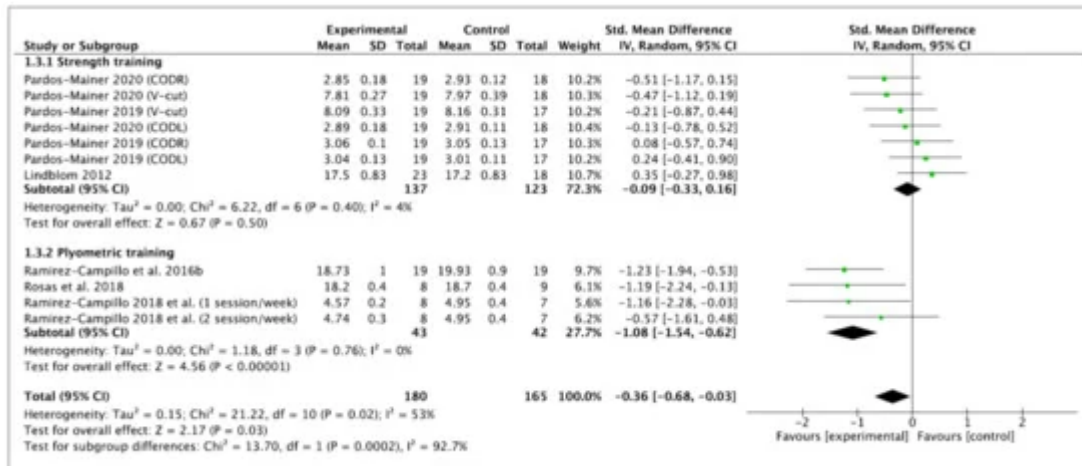 Experimental Control Std. Mean Difference Std. Mean Difference
Study or Subgroup Mean SD Total Mean SD Total Weight IV, Random, 95% CI IV, Random, 95% CI
1.3.1 Strength training
Pardos-Mainer 2020 (CODR) 2.85 0.18 19 2.93 0.12 18 10.2% -0.51 [-1.17, 0.15]
Pardos-Mainer 2020 (V-cut) 7.81 0.27 19 7.97 0.39 18 10.2% -0.47 [-1.12, 0.19]
Pardos-Mainer 2019 (V-cut) 8.09 0.33 19 8.16 0.31 17 10.2% -0.21 [-0.87, 0.44]
Pardos-Mainer 2020 (CODL) 2.89 0.18 19 2.91 0.11 18 10.3% -0.13 [-0.78, 0.52]
Pardos-Mainer 2019 (CODR) 3.06 0.1 19 3.05 0.13 17 10.2% 0.08 [-0.57, 0.74]
Pardos-Mainer 2019 (CODL) 3.04 0.13 19 3.01 0.11 17 10.2% 0.24 [-0.41, 0.90]
Lindblom 2012 17.5 0.83 23 17.2 0.83 18 10.7% 0.35 [-0.27, 0.98]
Subtotal (95% CI) 137 123 72.3% -0.09 [-0.33, 0.16]
Heterogeneity: Tau² = 0.00; Chi² = 6.22, df = 6 (P = 0.40); I² = 4%
Test for overall effect: Z = 0.67 (P = 0.50)
1.3.2 Plyometric training
Ramirez-Campillo et al. 2016b 18.73 1 19 19.93 0.9 19 9.7% -1.23 [-1.94, -0.53]
Rosas et al. 2018 18.2 0.4 8 18.7 0.4 9 6.1% -1.19 [-2.24, -0.13]
Ramirez-Campillo 2018 et al. (1 session/week) 4.57 0.2 8 4.95 0.4 7 5.6% -1.16 [-2.28, -0.03]
Ramirez-Campillo 2018 et al. (2 session/week) 4.74 0.3 8 4.95 0.4 7 6.2% -0.57 [-1.61, 0.48]
Subtotal (95% CI) 43 42 27.7% -1.08 [-1.54, -0.62]
Heterogeneity: Tau² = 0.00; Chi² = 1.18, df = 3 (P = 0.76); I² = 0%
Test for overall effect: Z = 4.56 (P < 0.00001)
Total (95% CI) 180 165 100.0% -0.36 [-0.68, -0.03]
Heterogeneity: Tau² = 0.15; Chi² = 21.22, df = 10 (P = 0.02); I² = 53%
Test for overall effect: Z = 2.17 (P = 0.03)
Test for subgroup differences: Chi² = 13.70, df = 1 (P = 0.0002), I² = 92.7%
-2 -1 0 1 2
Favours [experimental] Favours [control]